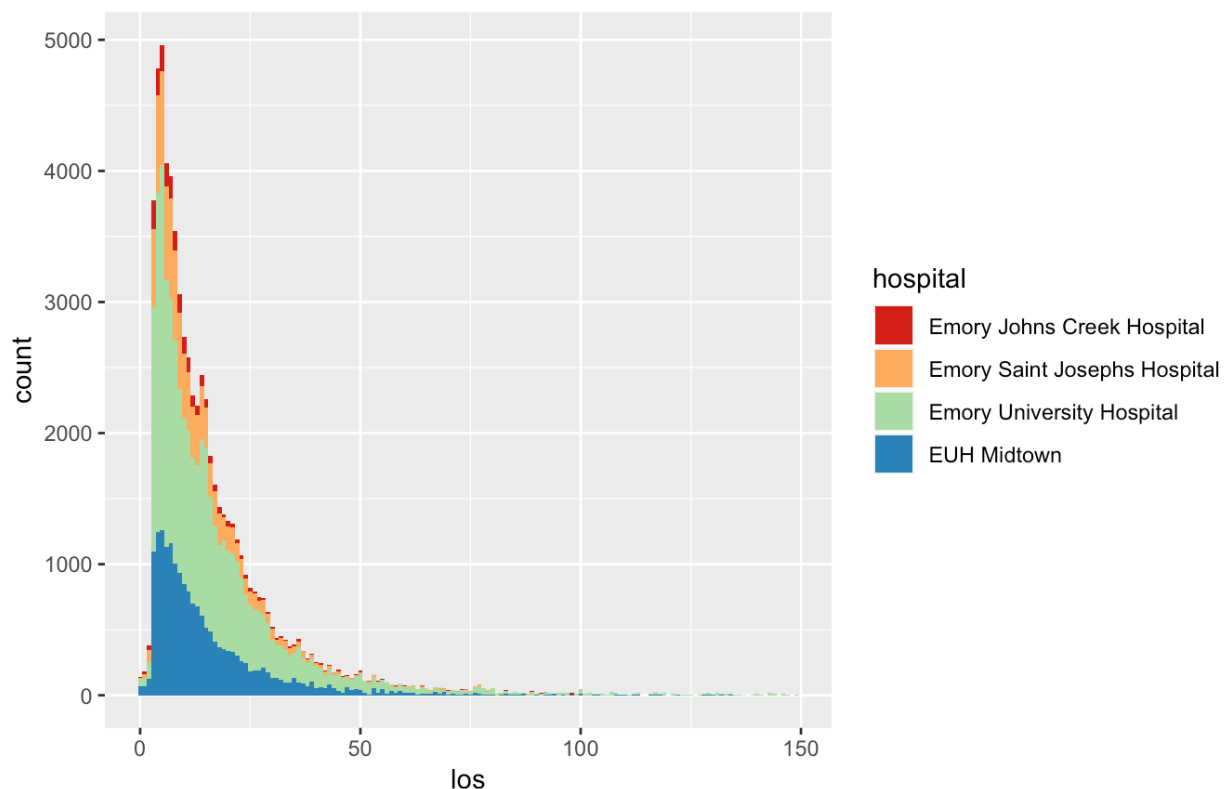 5000
4000
3000
2000
1000
0
count
0 50 100 150
los
hospital
Emory Johns Creek Hospital
Emory Saint Josephs Hospital
Emory University Hospital
EUH Midtown